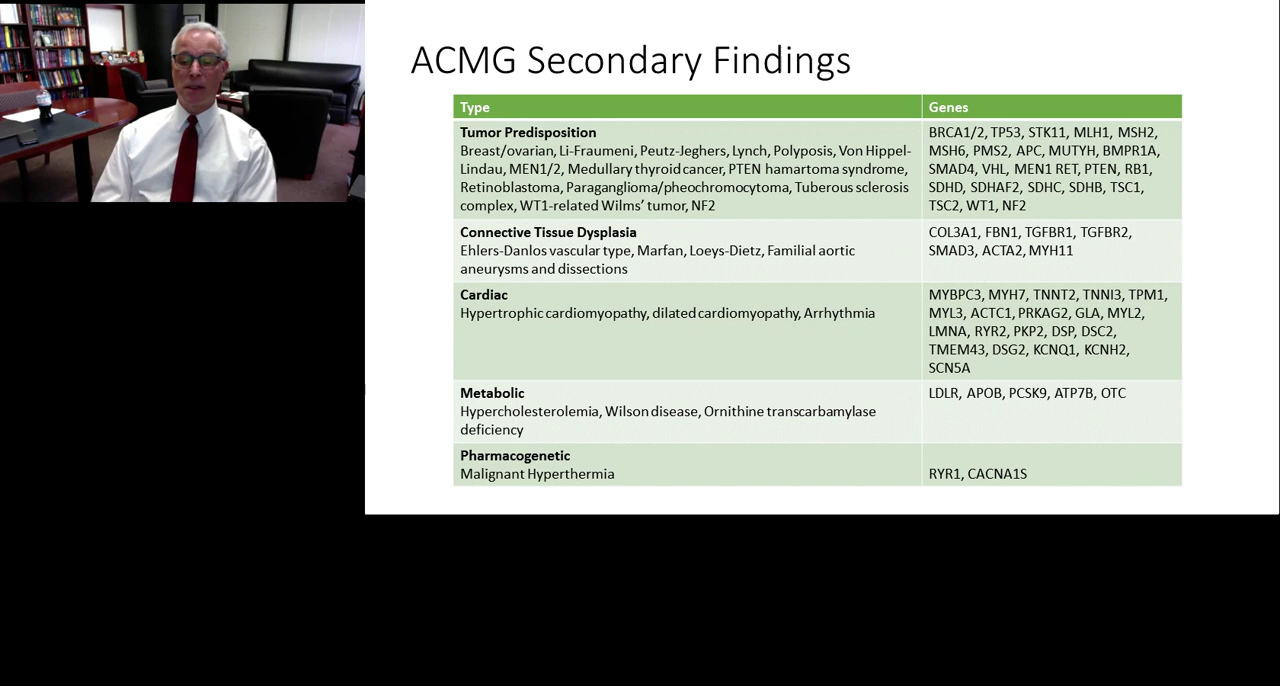 ACMG Secondary Findings
Type
Genes
Tumor Predisposition
Breast/ovarian, Li-Fraumeni, Peutz-Jeghers, Lynch, Polyposis, Von Hippel-
Lindau, MEN1/2, Medullary thyroid cancer, PTEN hamartoma syndrome,
Retinoblastoma, Paraganglioma/pheochromocytoma, Tuberous sclerosis
complex, WT1-related Wilms’ tumor, NF2
BRCA1/2, TP53, STK11, MLH1, MSH2,
MSH6, PMS2, APC, MUTYH, BMPR1A,
SMAD4, VHL, MEN1 RET, PTEN, RB1,
SDHD, SDHAF2, SDHC, SDHB, TSC1,
TSC2, WT1, NF2
Connective Tissue Dysplasia
Ehlers-Danlos vascular type, Marfan, Loeys-Dietz, Familial aortic
aneurysms and dissections
COL3A1, FBN1, TGFBR1, TGFBR2,
SMAD3, ACTA2, MYH11
Cardiac
Hypertrophic cardiomyopathy, dilated cardiomyopathy, Arrhythmia
MYBPC3, MYH7, TNNT2, TNNI3, TPM1,
MYL3, ACTC1, PRKAG2, GLA, MYL2,
LMNA, RYR2, PKP2, DSP, DSC2,
TMEM43, DSG2, KCNQ1, KCNH2,
SCN5A
Metabolic
Hypercholesterolemia, Wilson disease, Ornithine transcarbamylase
deficiency
LDLR, APOB, PCSK9, ATP7B, OTC
Pharmacogenetic
Malignant Hyperthermia
RYR1, CACNA1S